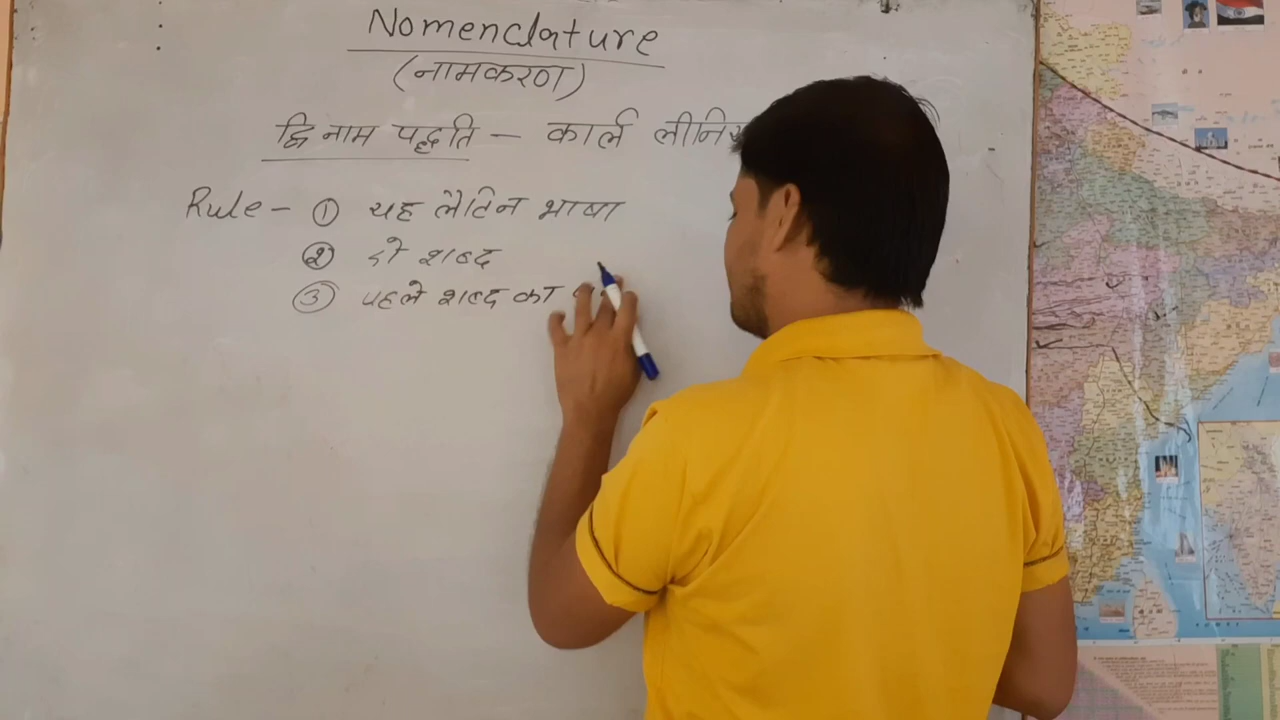 Nomenclature
(नामकरण)
द्विनाम पद्धति - कार्ल
Rule - ① यह लैटिन भाषा
② दो शब्द
③ पहले शब्द का